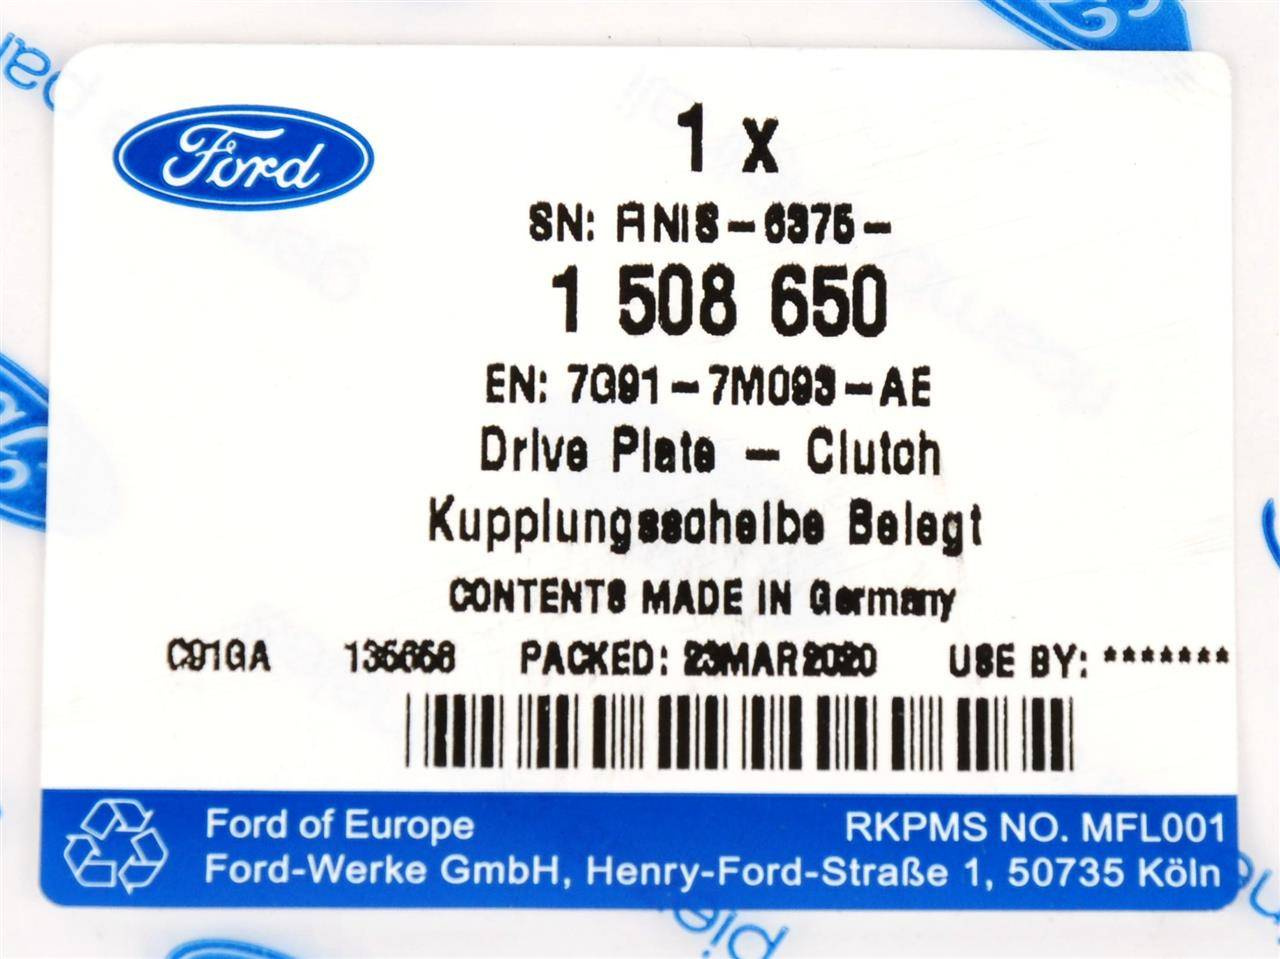 Ford
1 x
SN: ANIS-6375-
1 508 650
EN: 7G91-7M093-AE
Drive Plate - Clutch
Kupplungsscheibe Belegt
CONTENTS MADE IN Germany
C91GA PACKED: 23MAR2020 USE BY: *******
Ford of Europe RKPMS NO. MFL001
Ford-Werke GmbH, Henry-Ford-Straße 1, 50735 Köln